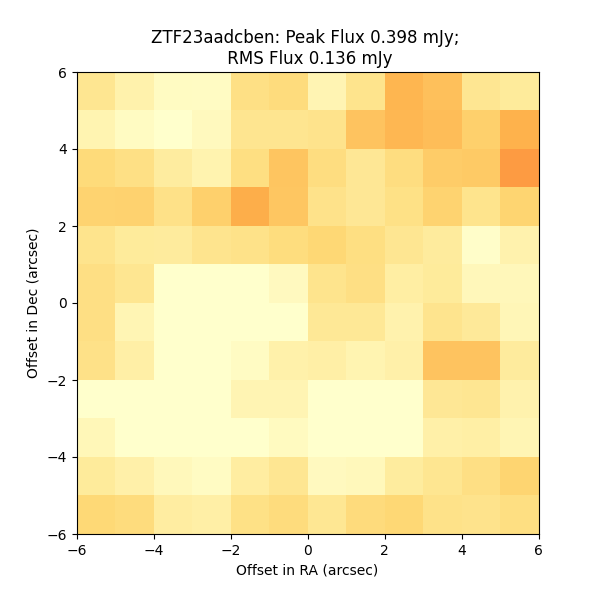 ZTF23aadcben: Peak Flux 0.398 mJy;
RMS Flux 0.136 mJy
6
4
2
0
−2
−4
−6
Offset in Dec (arcsec)
−6 −4 −2 0 2 4 6
Offset in RA (arcsec)